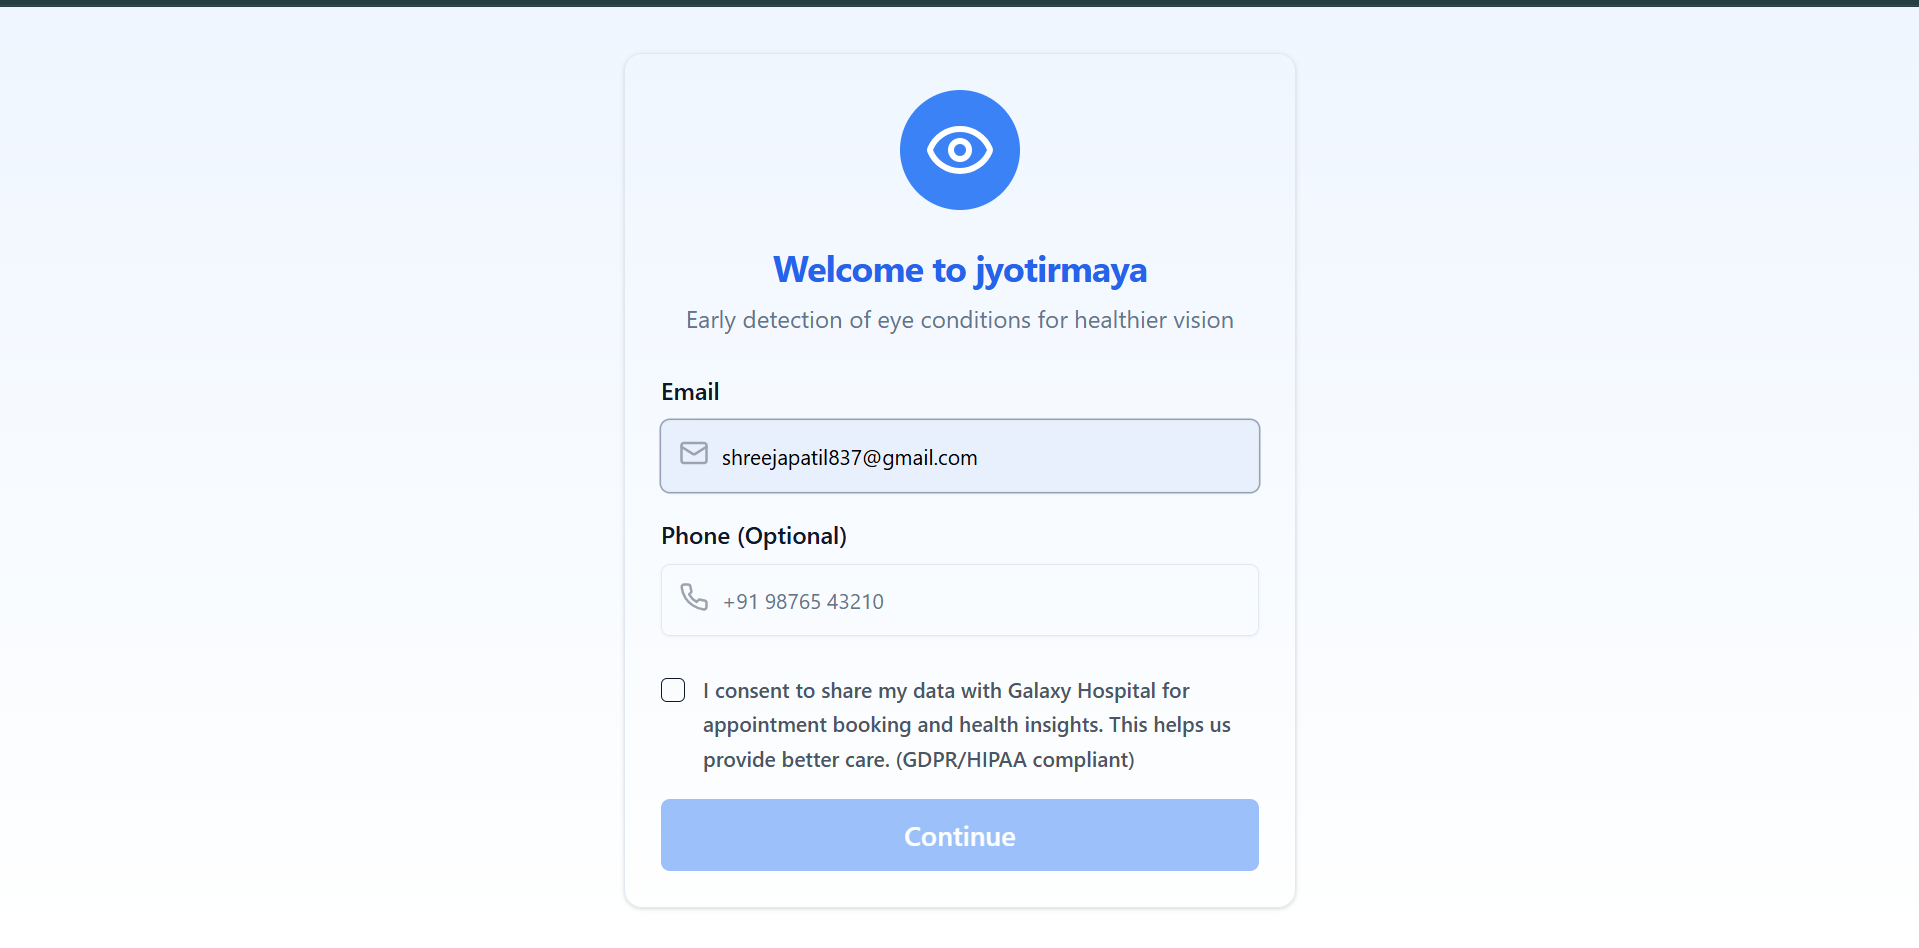 Welcome to jyotirmaya
Early detection of eye conditions for healthier vision
Email
shreejapatil837@gmail.com
Phone (Optional)
+91 98765 43210
I consent to share my data with Galaxy Hospital for
appointment booking and health insights. This helps us
provide better care. (GDPR/HIPAA compliant)
Continue